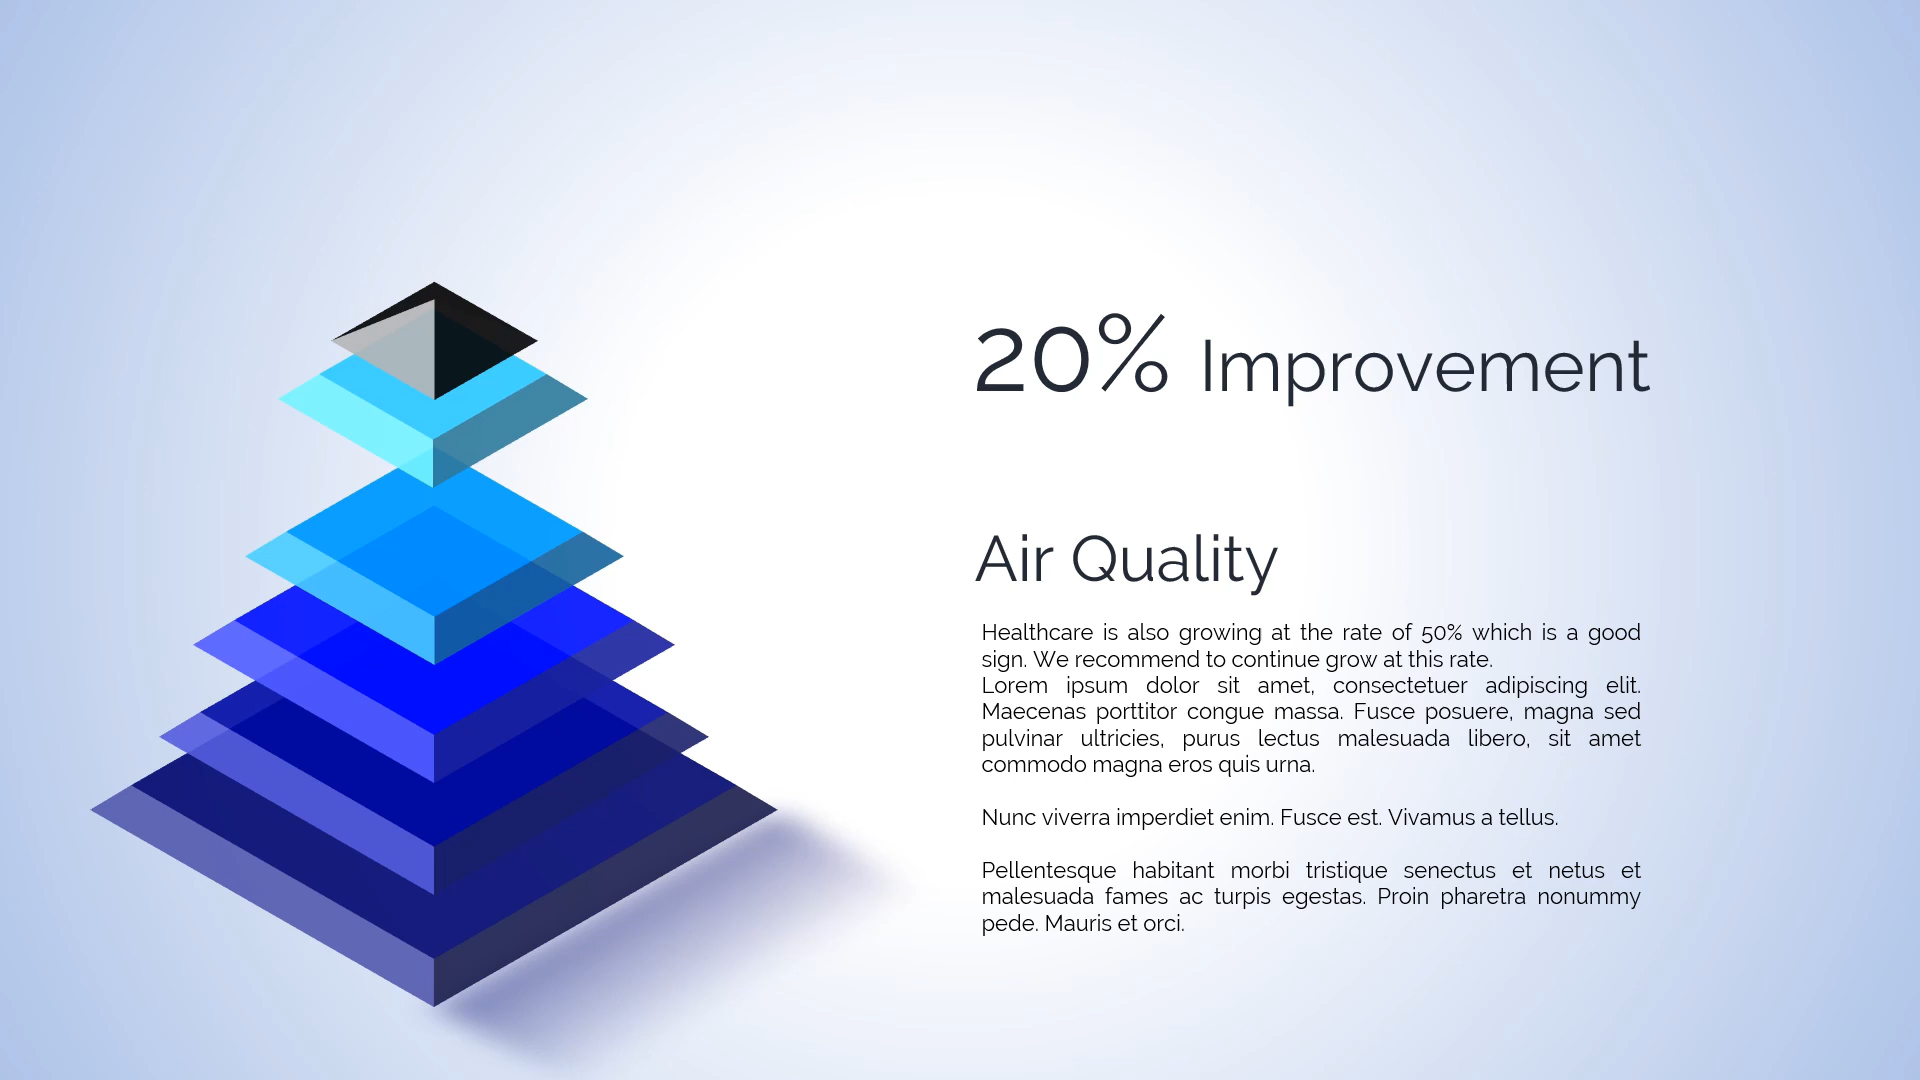 20% Improvement
Air Quality
Healthcare is also growing at the rate of 50% which is a good
sign. We recommend to continue grow at this rate.
Lorem ipsum dolor sit amet, consectetuer adipiscing elit.
Maecenas porttitor congue massa. Fusce posuere, magna sed
pulvinar ultricies, purus lectus malesuada libero, sit amet
commodo magna eros quis urna.
Nunc viverra imperdiet enim. Fusce est. Vivamus a tellus.
Pellentesque habitant morbi tristique senectus et netus et
malesuada fames ac turpis egestas. Proin pharetra nonummy
pede. Mauris et orci.